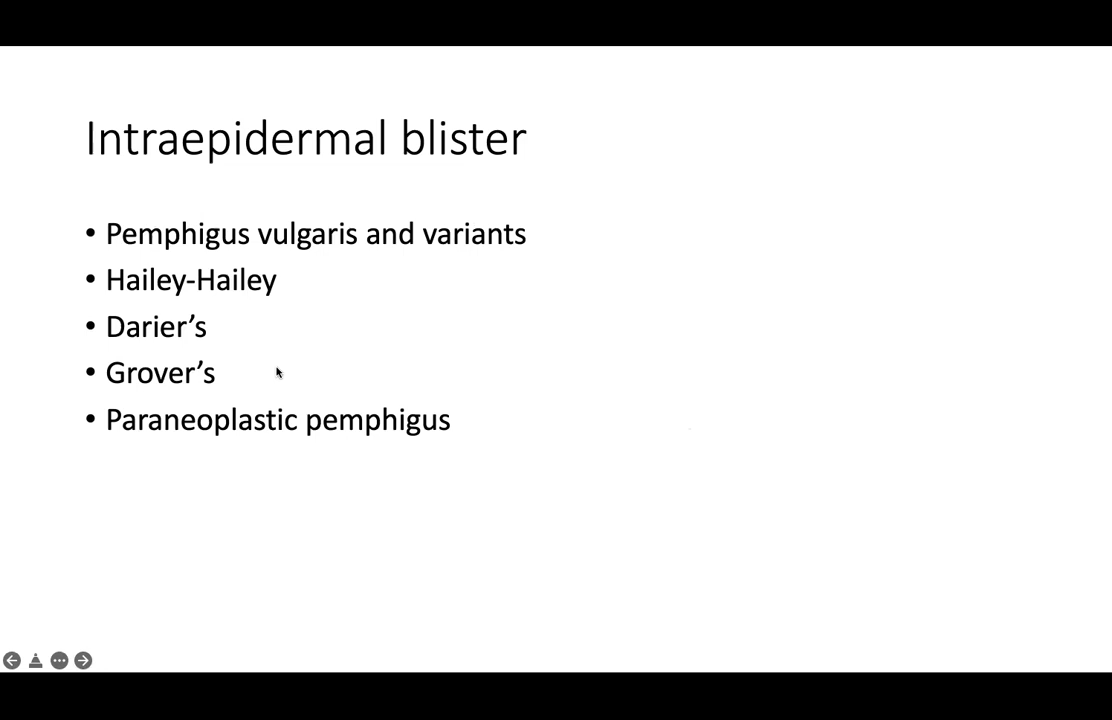 Intraepidermal blister
• Pemphigus vulgaris and variants
• Hailey-Hailey
• Darier’s
• Grover’s
• Paraneoplastic pemphigus